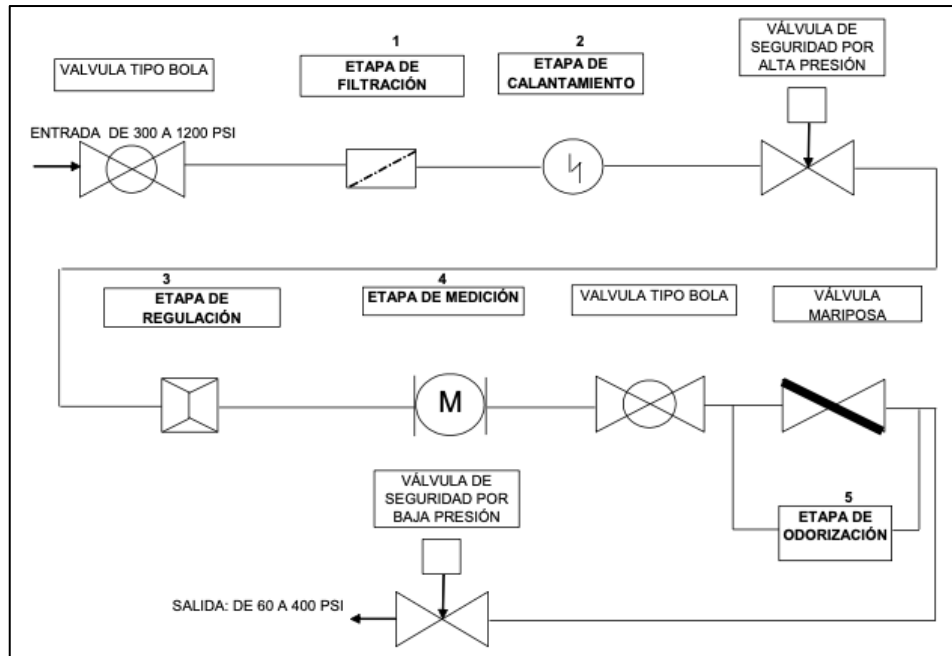 1
2
VÁLVULA DE
SEGURIDAD POR
ALTA PRESIÓN
VALVULA TIPO BOLA
ETAPA DE
FILTRACIÓN
ETAPA DE
CALANTAMIENTO
ENTRADA DE 300 A 1200 PSI
3
ETAPA DE
REGULACIÓN
4
ETAPA DE MEDICIÓN
VALVULA TIPO BOLA
VÁLVULA
MARIPOSA
M
VÁLVULA DE
SEGURIDAD POR
BAJA PRESIÓN
5
ETAPA DE
ODORIZACIÓN
SALIDA: DE 60 A 400 PSI